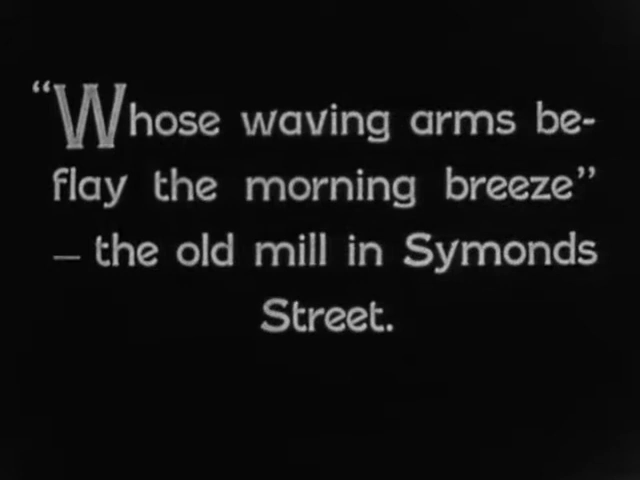 “Whose waving arms be-
flay the morning breeze”
— the old mill in Symonds
Street.